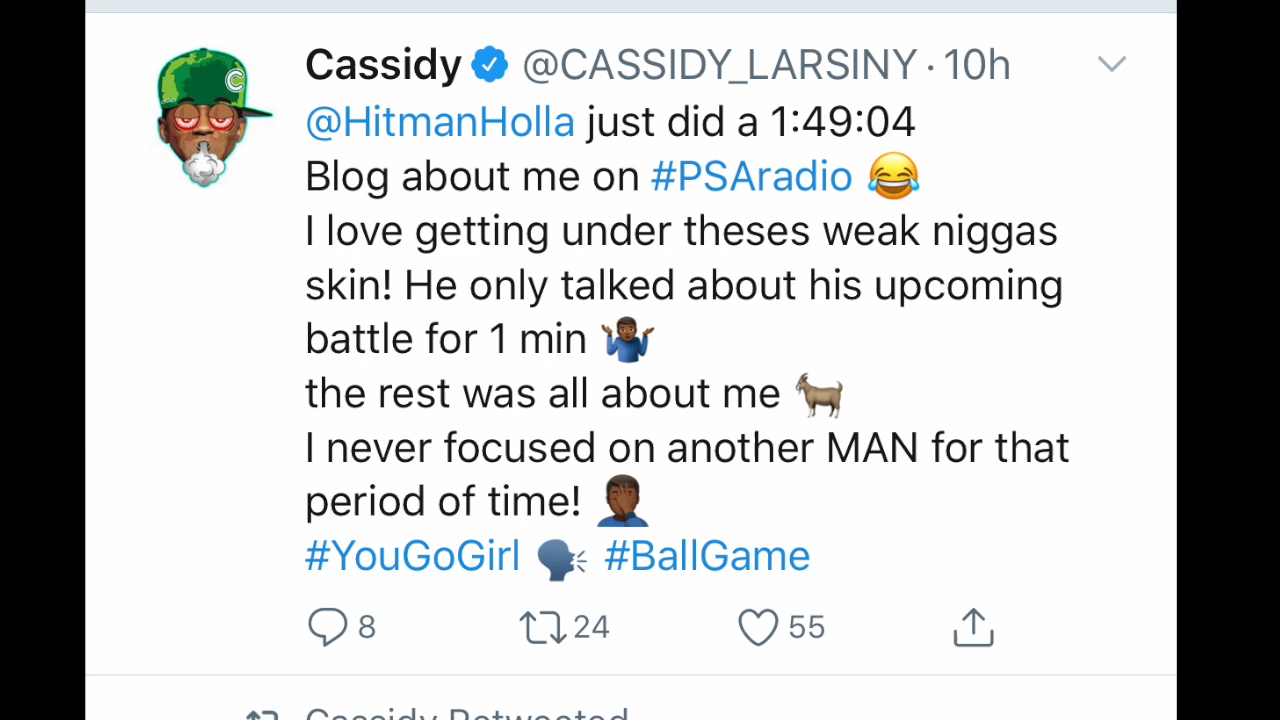 Cassidy @CASSIDY_LARSINY · 10h
@HitmanHolla just did a 1:49:04
Blog about me on #PSAradio 😂
I love getting under theses weak niggas
skin! He only talked about his upcoming
battle for 1 min 🤷🏾‍♂️
the rest was all about me 🐐
I never focused on another MAN for that
period of time! 🤦🏾‍♂️
#YouGoGirl 🗣 #BallGame
8 24 55
Cassidy Retweeted